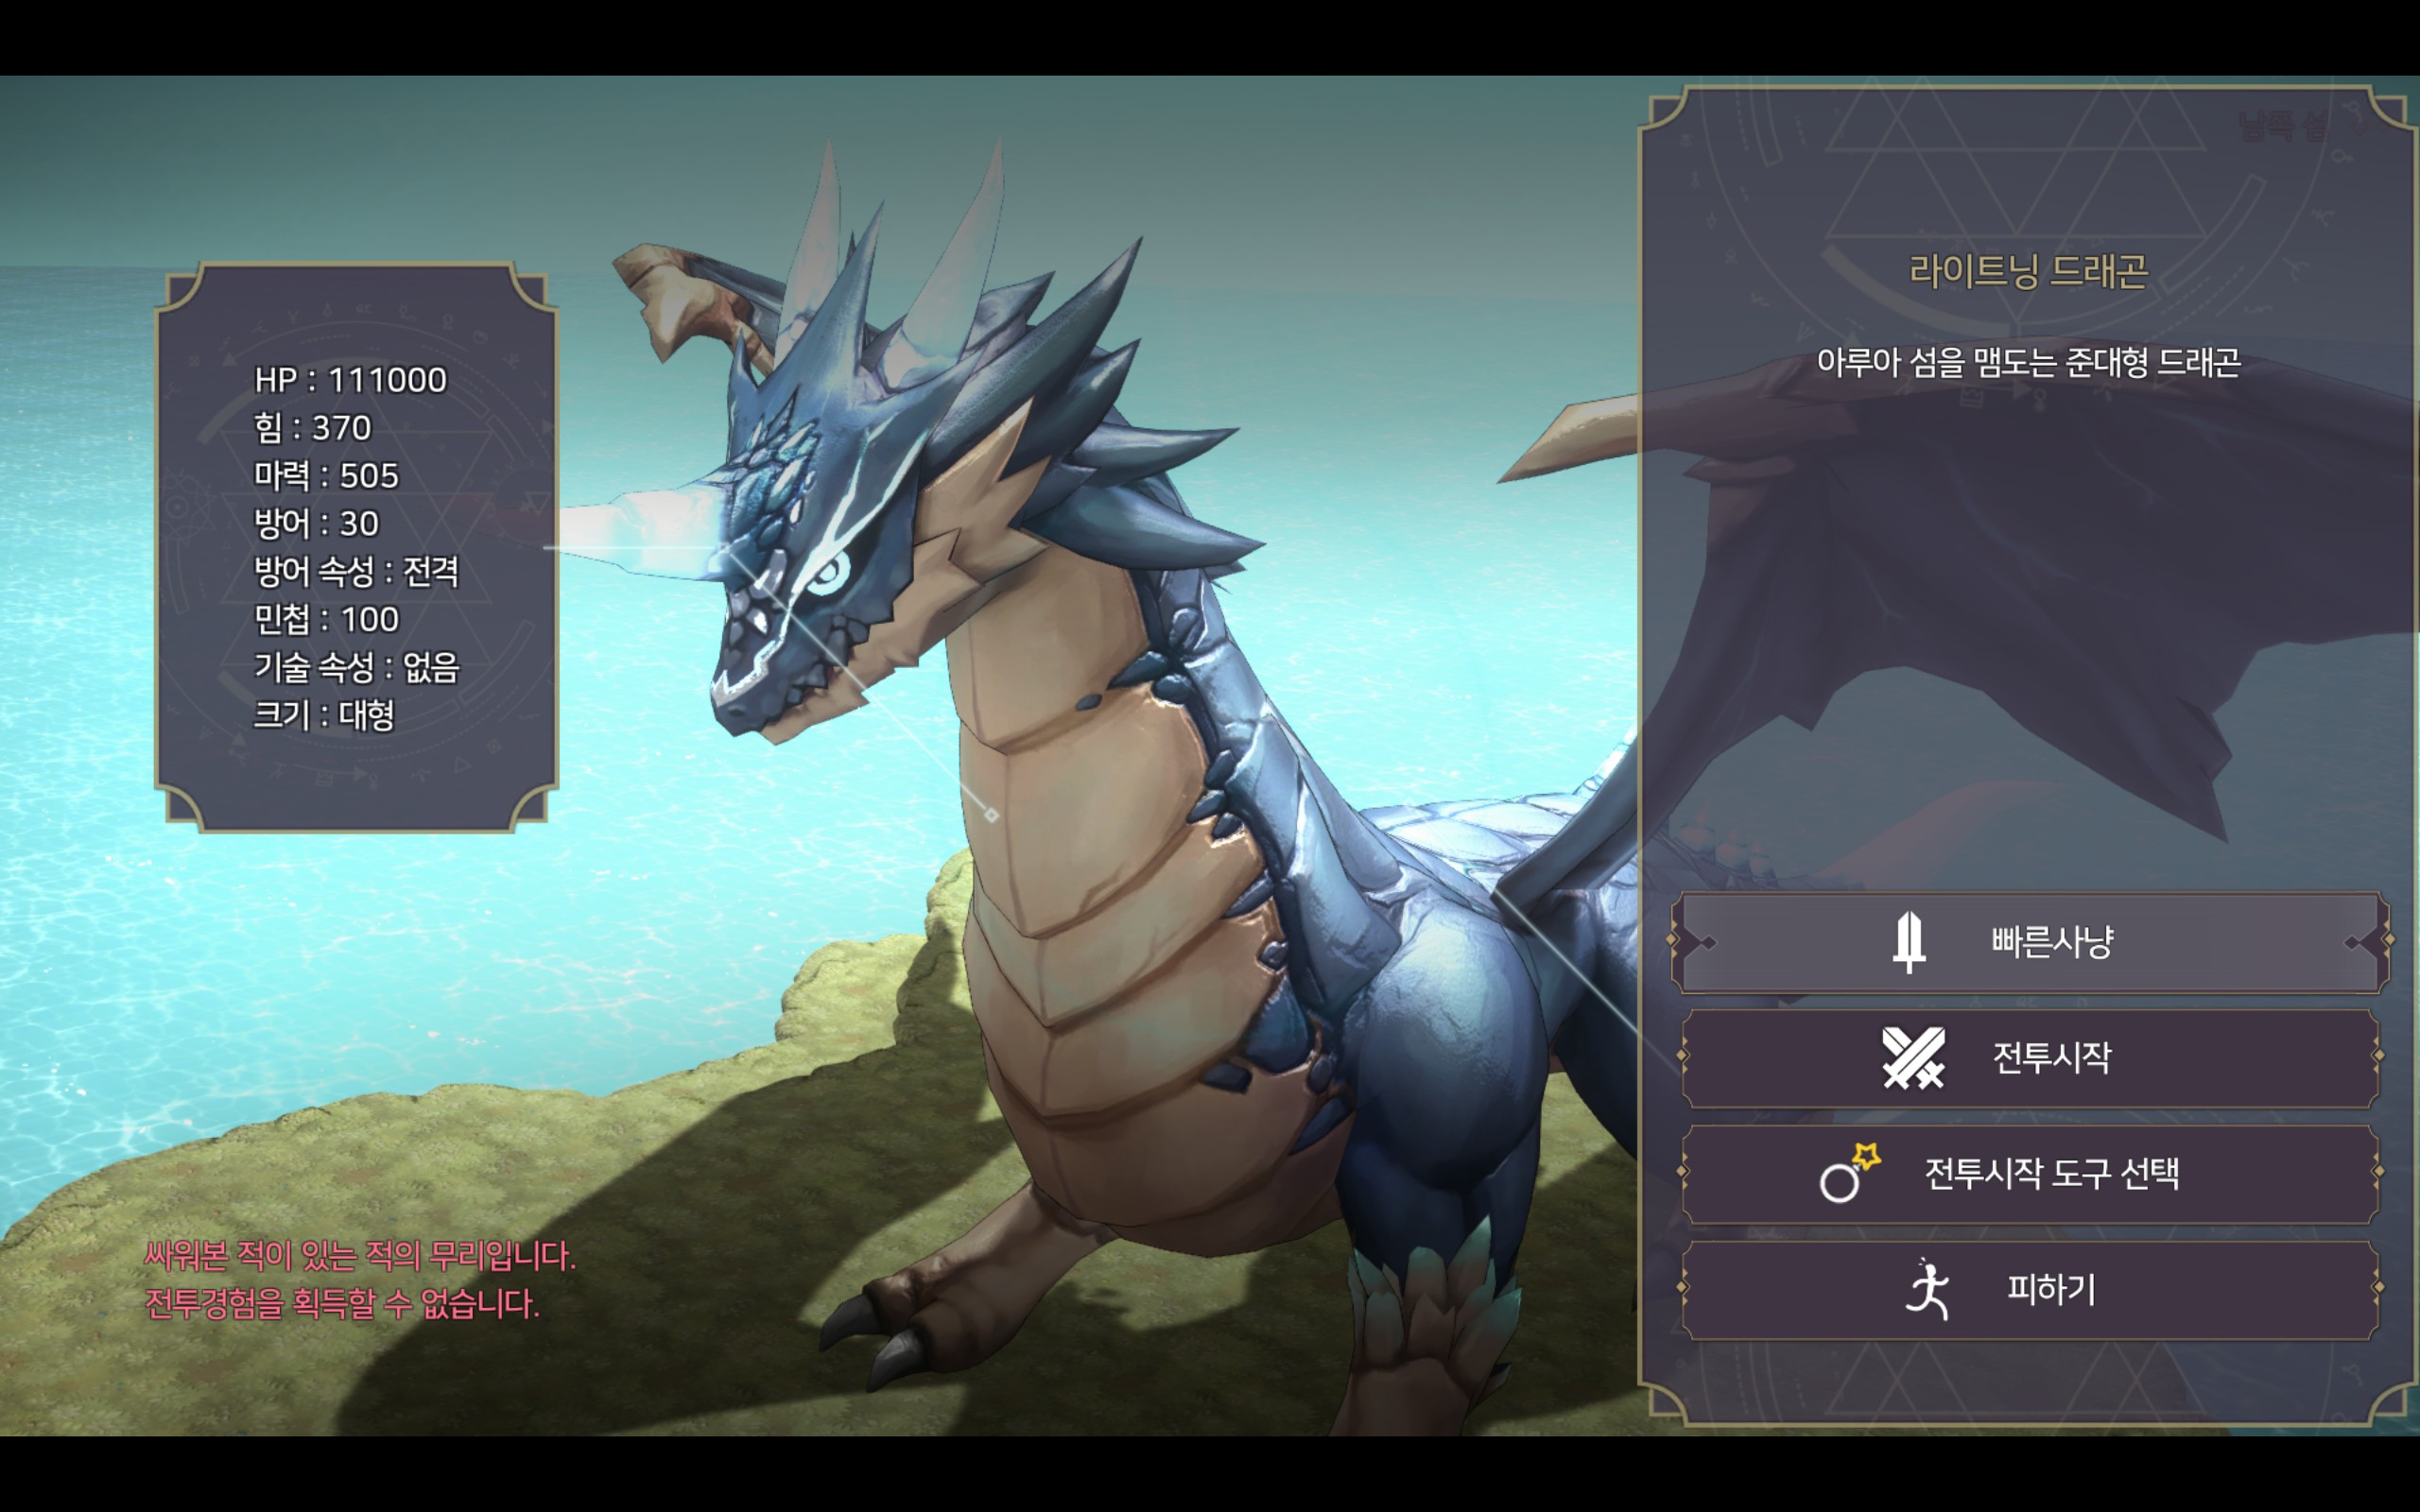 HP : 111000
힘 : 370
마력 : 505
방어 : 30
방어 속성 : 전격
민첩 : 100
기술 속성 : 없음
크기 : 대형
싸워본 적이 있는 적의 무리입니다.
전투경험을 획득할 수 없습니다.
라이트닝 드래곤
아루아 섬을 맴도는 준대형 드래곤
빠른사냥
전투시작
전투시작 도구 선택
피하기